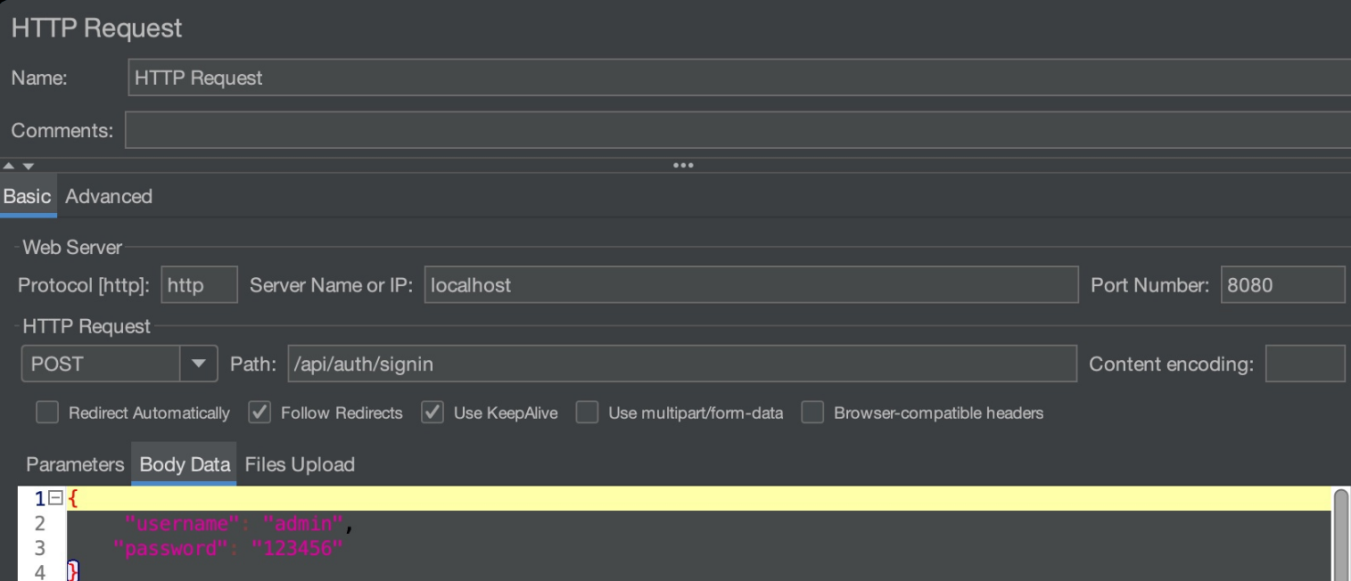 HTTP Request
Name: HTTP Request
Comments:
Basic Advanced
Web Server
Protocol [http]: http Server Name or IP: localhost Port Number: 8080
HTTP Request
POST Path: /api/auth/signin Content encoding:
Redirect Automatically Follow Redirects Use KeepAlive Use multipart/form-data Browser-compatible headers
Parameters Body Data Files Upload
1 {
2 "username": "admin",
3 "password": "123456"
4 }